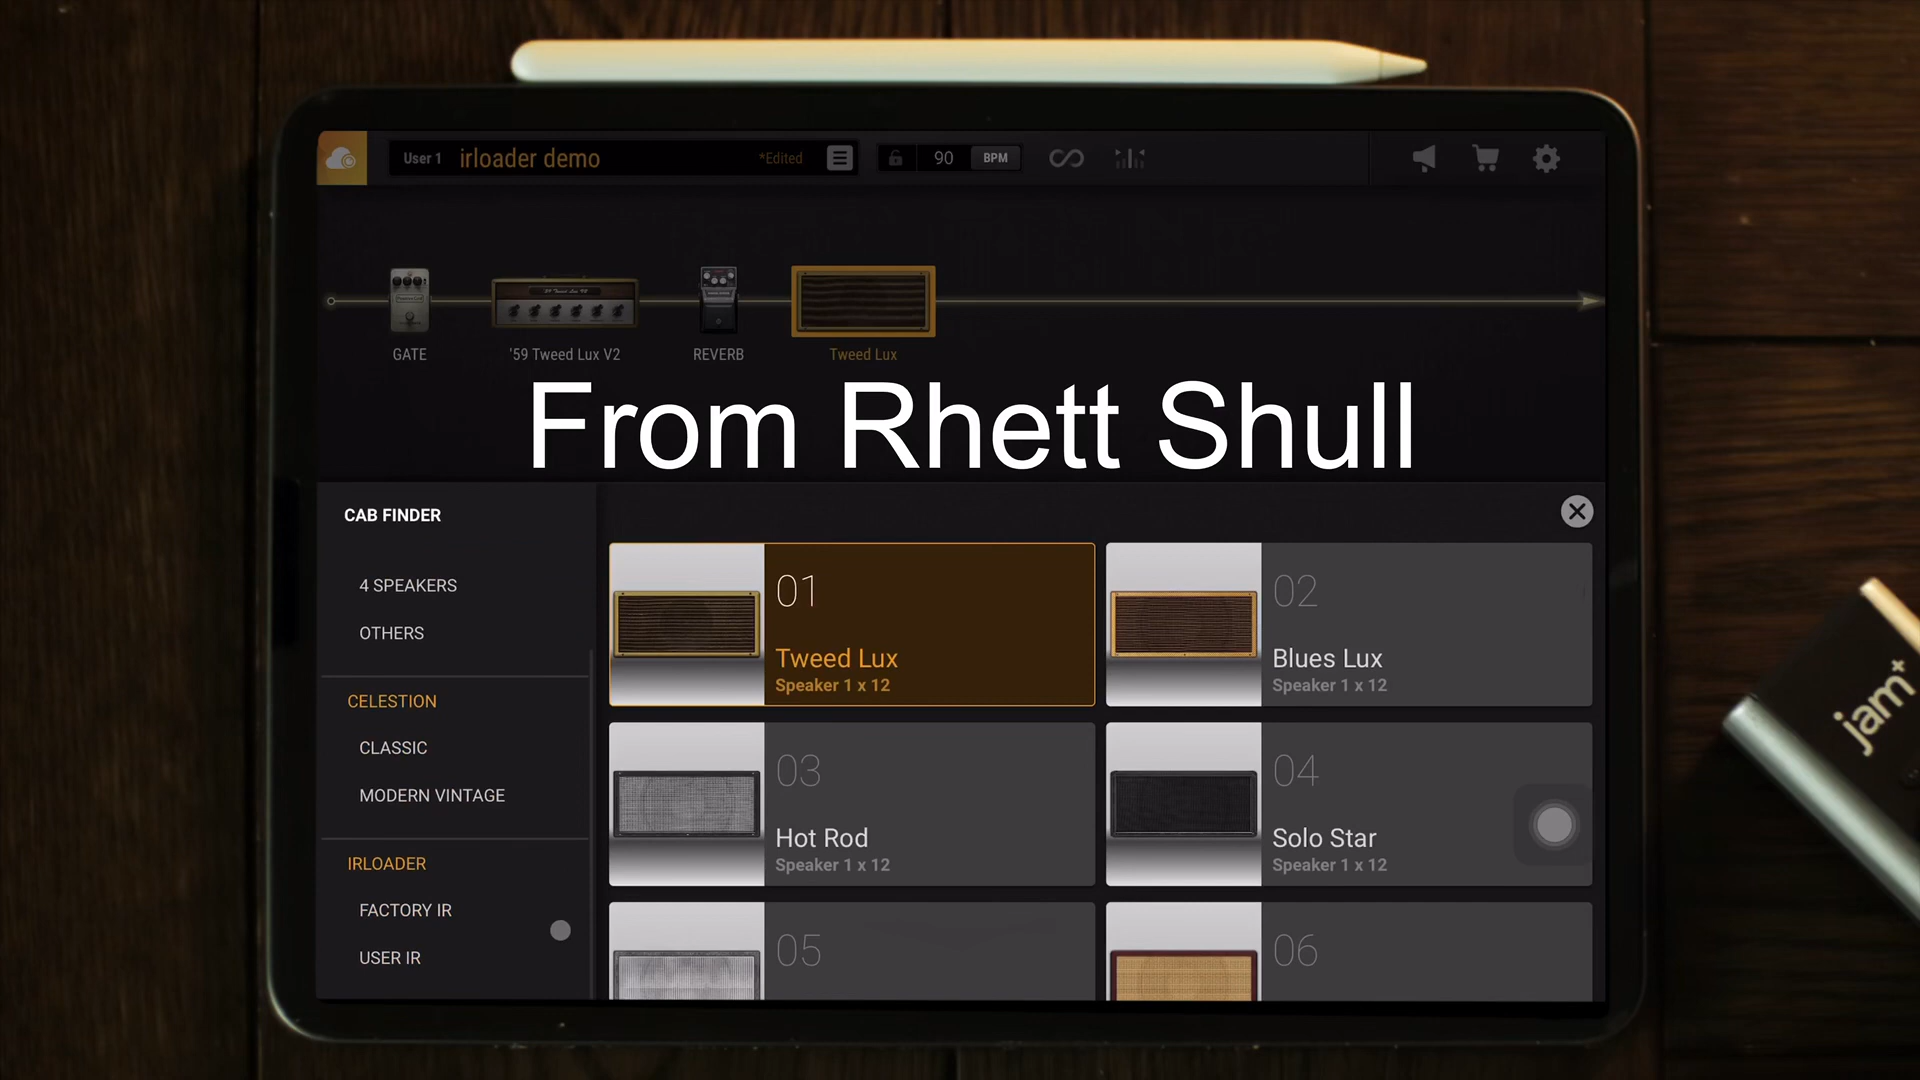 User 1 irloader demo *Edited 90 BPM
GATE '59 Tweed Lux V2 REVERB Tweed Lux
From Rhett Shull
CAB FINDER
4 SPEAKERS
OTHERS
CELESTION
CLASSIC
MODERN VINTAGE
IRLOADER
FACTORY IR
USER IR
01
Tweed Lux
Speaker 1 x 12
02
Blues Lux
Speaker 1 x 12
03
Hot Rod
Speaker 1 x 12
04
Solo Star
Speaker 1 x 12
05
06
jam+